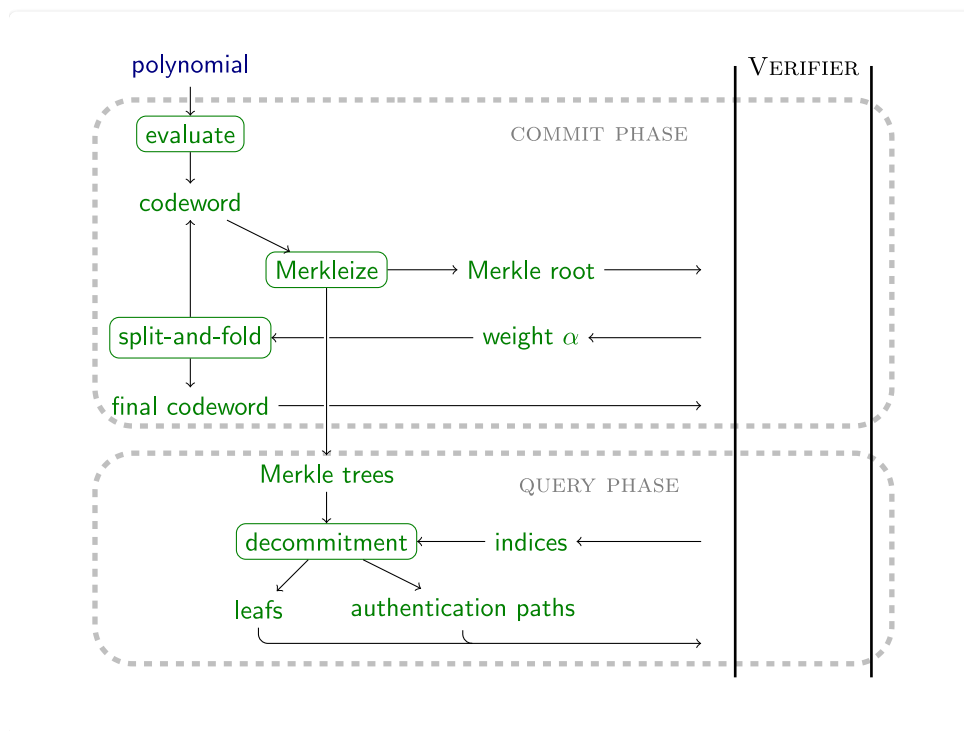 polynomial
VERIFIER
evaluate
COMMIT PHASE
codeword
Merkleize
Merkle root
split-and-fold
weight α
final codeword
Merkle trees
QUERY PHASE
decommitment
indices
leafs
authentication paths